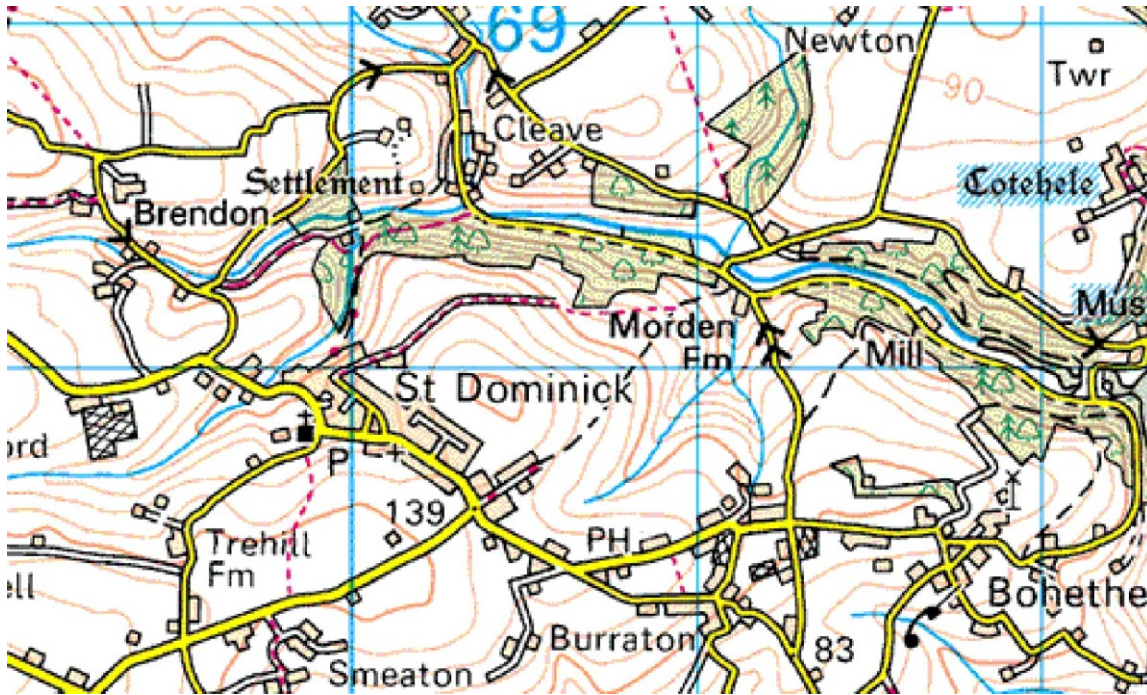 69
Newton
Twr
90
Cleave
Settlement
Cotehele
Brendon
Mus
Morden
Fm
Mill
St Dominick
ord
P
139
Trehill
Fm
PH
ell
Bohethe
Burraton
83
Smeaton